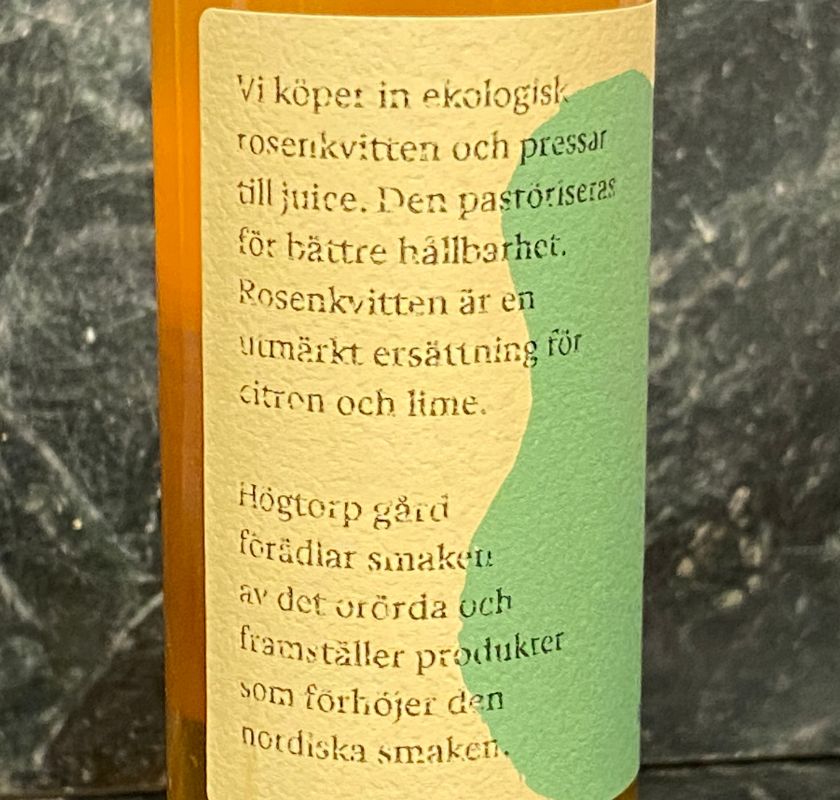 Vi köper in ekologisk
rosenkvitten och pressar
till juice. Den pastöriseras
för bättre hållbarhet.
Rosenkvitten är en
utmärkt ersättning för
citron och lime.
Högtorp gård
förädlar smaken
av det orörda och
framställer produkter
som förhöjer den
nordiska smaken.